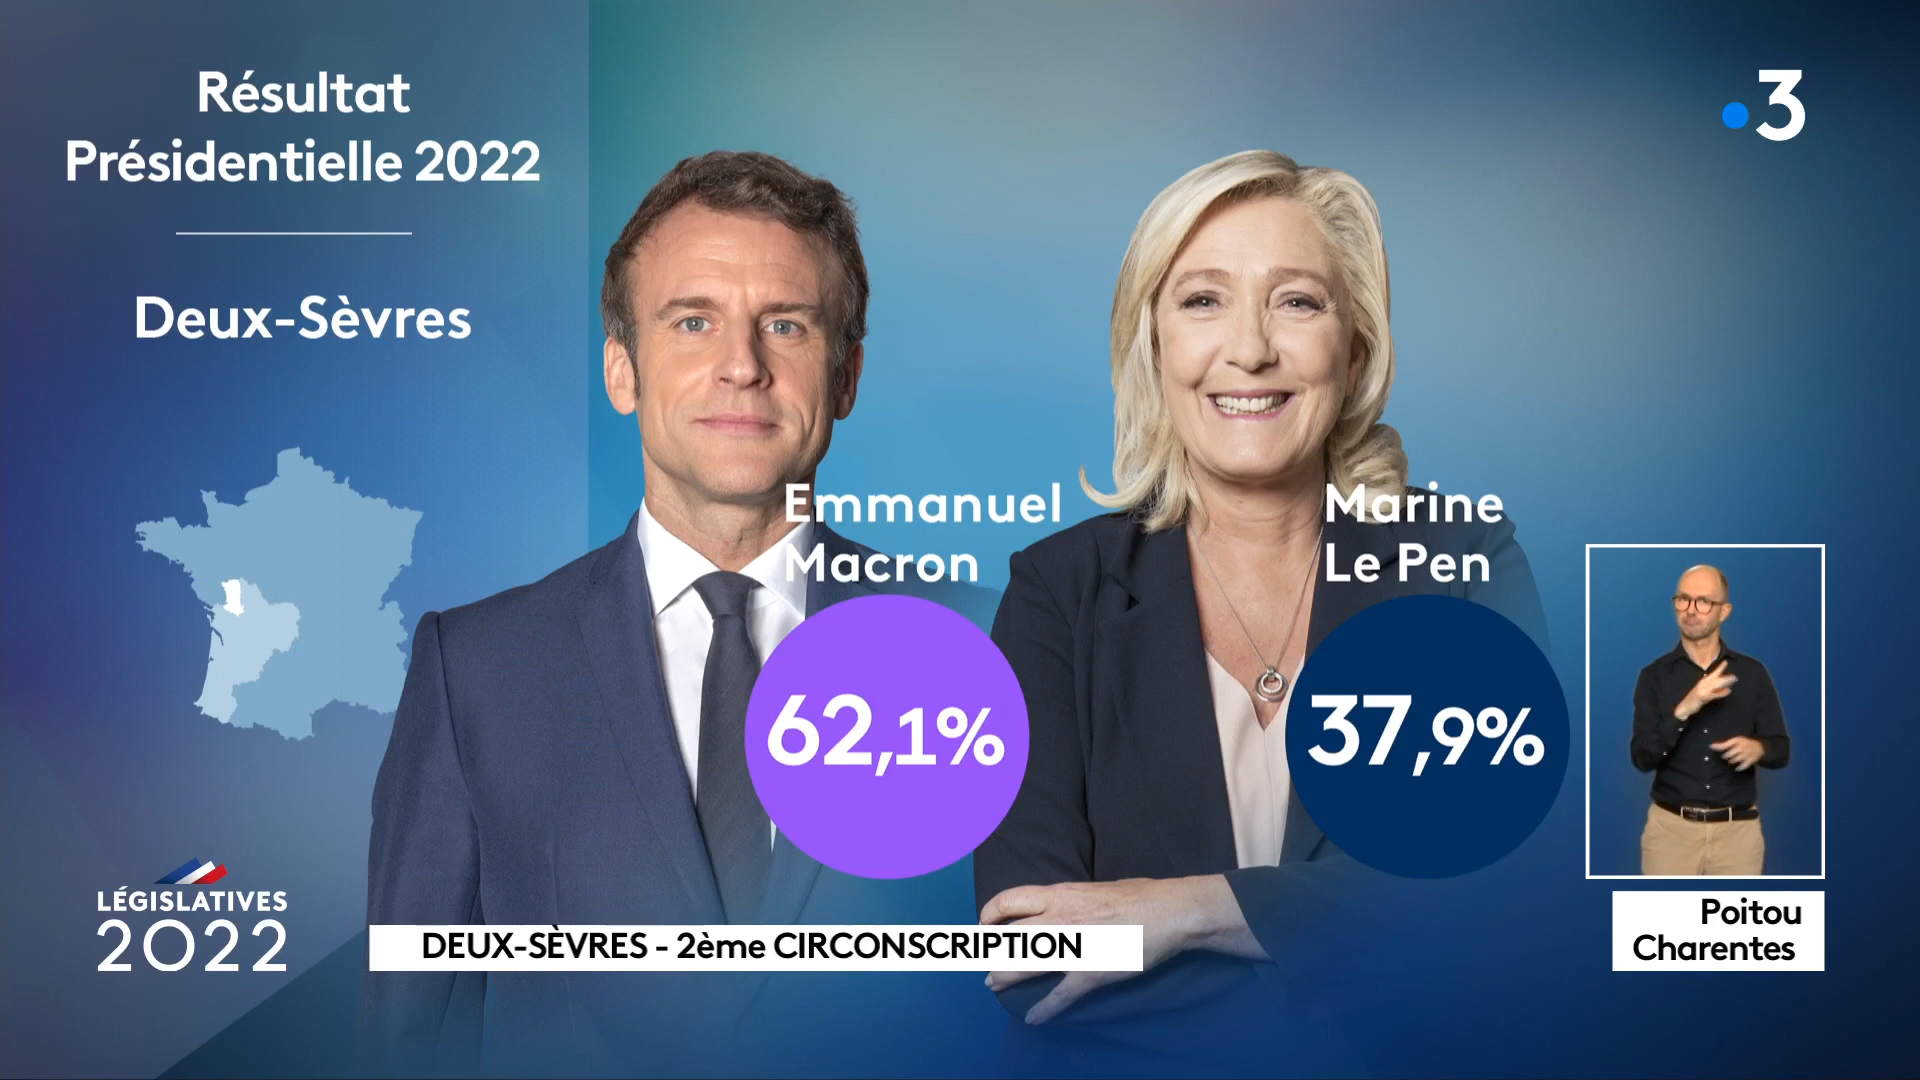 Résultat
Présidentielle 2022
Deux-Sèvres
3
Emmanuel
Macron
62,1%
Marine
Le Pen
37,9%
LÉGISLATIVES
2022
DEUX-SÈVRES - 2ème CIRCONSCRIPTION
Poitou
Charentes